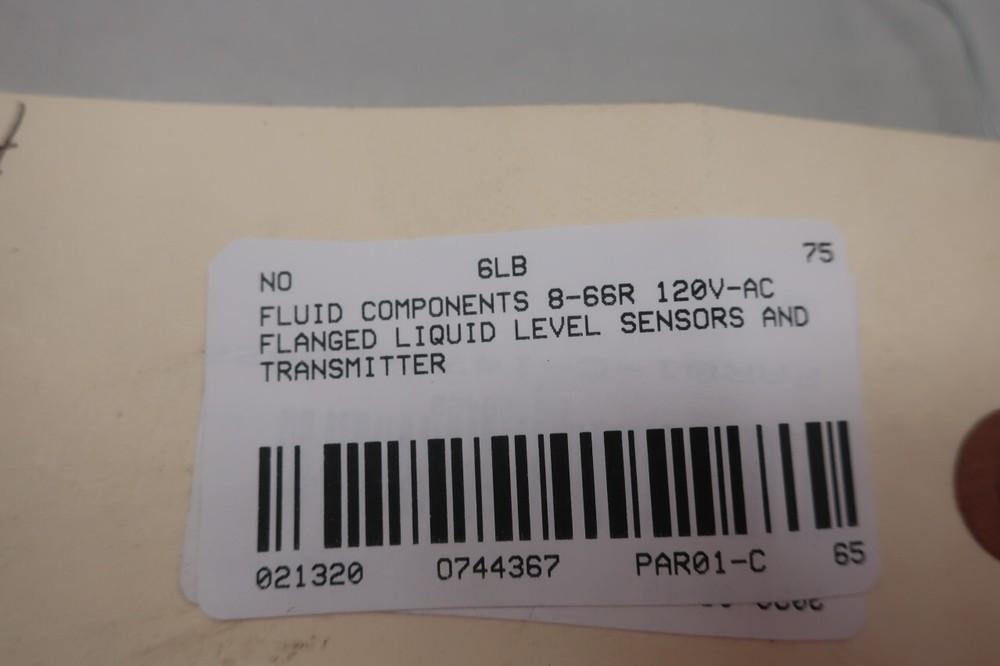 NO 6LB 75
FLUID COMPONENTS 8-66R 120V-AC
FLANGED LIQUID LEVEL SENSORS AND
TRANSMITTER
021320 0744367 PAR01-C 65